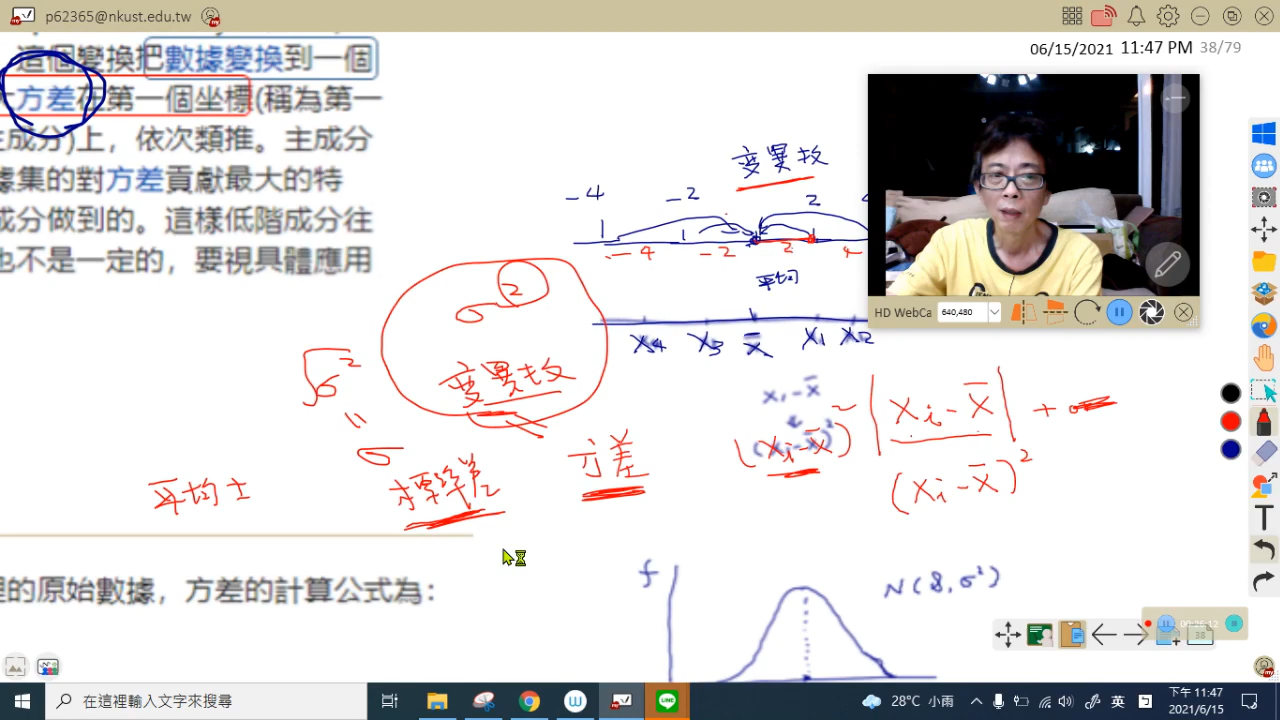 p62365@nkust.edu.tw
06/15/2021 11:47 PM 38/79
這個變換把數據變換到一個
方差在第一個坐標(稱為第一
主成分)上，依次類推。主成分
據集的對方差貢獻最大的特
成分做到的。這樣低階成分往
也不是一定的，要視具體應用
HD WebCa 640,480
變異數
-4 -2 2
-4 -2 2 4
平均
X4 X3 X̄ X1 X2
σ²
變異數
√σ²
=
σ
平均±
標準差
方差
xi-x̄
(xi-x̄)²
|xi-x̄| +
(xi-x̄)²
裡的原始數據，方差的計算公式為：
f
N(8,σ²)
00:26:12
38
在這裡輸入文字來搜尋
28°C 小雨
英
下午 11:47
2021/6/15